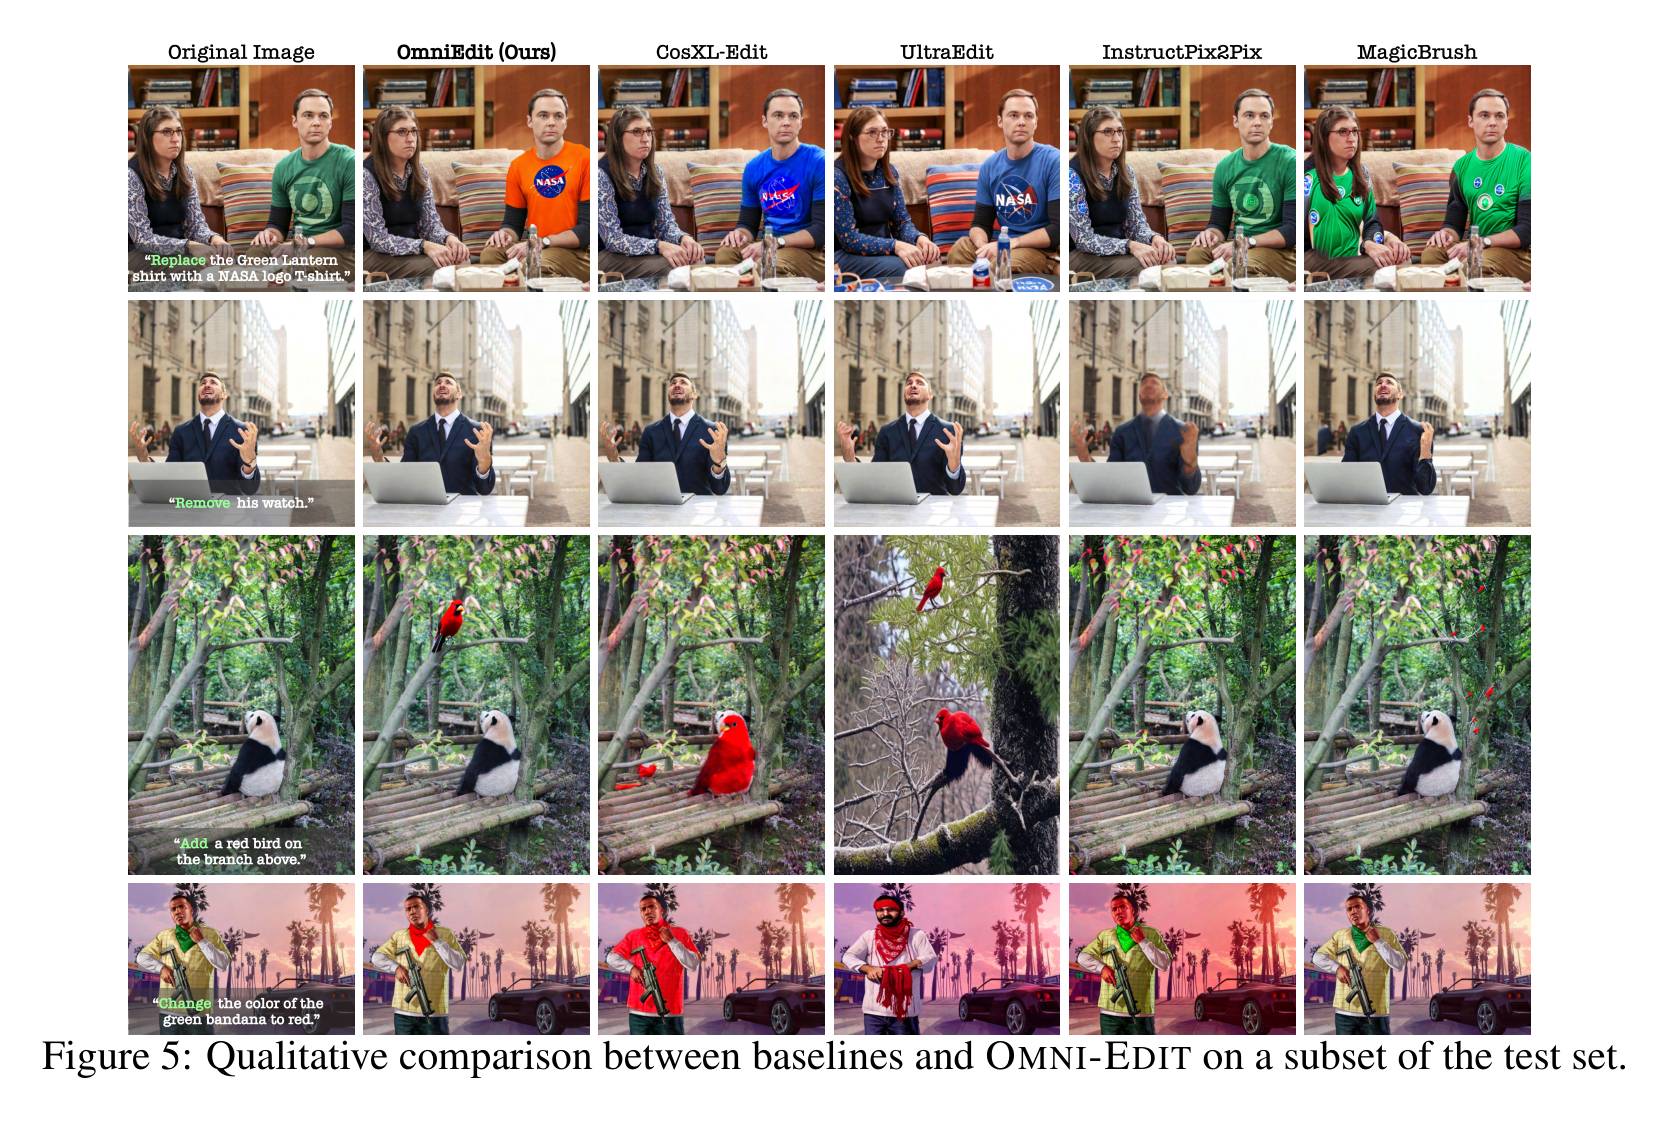 Original Image
OmniEdit (Ours)
CosXL-Edit
UltraEdit
InstructPix2Pix
MagicBrush
“Replace the Green Lantern
shirt with a NASA logo T-shirt.”
NASA
NASA
“Remove his watch.”
“Add a red bird on
the branch above.”
“Change the color of the
green bandana to red.”
Figure 5: Qualitative comparison between baselines and OMNI-EDIT on a subset of the test set.